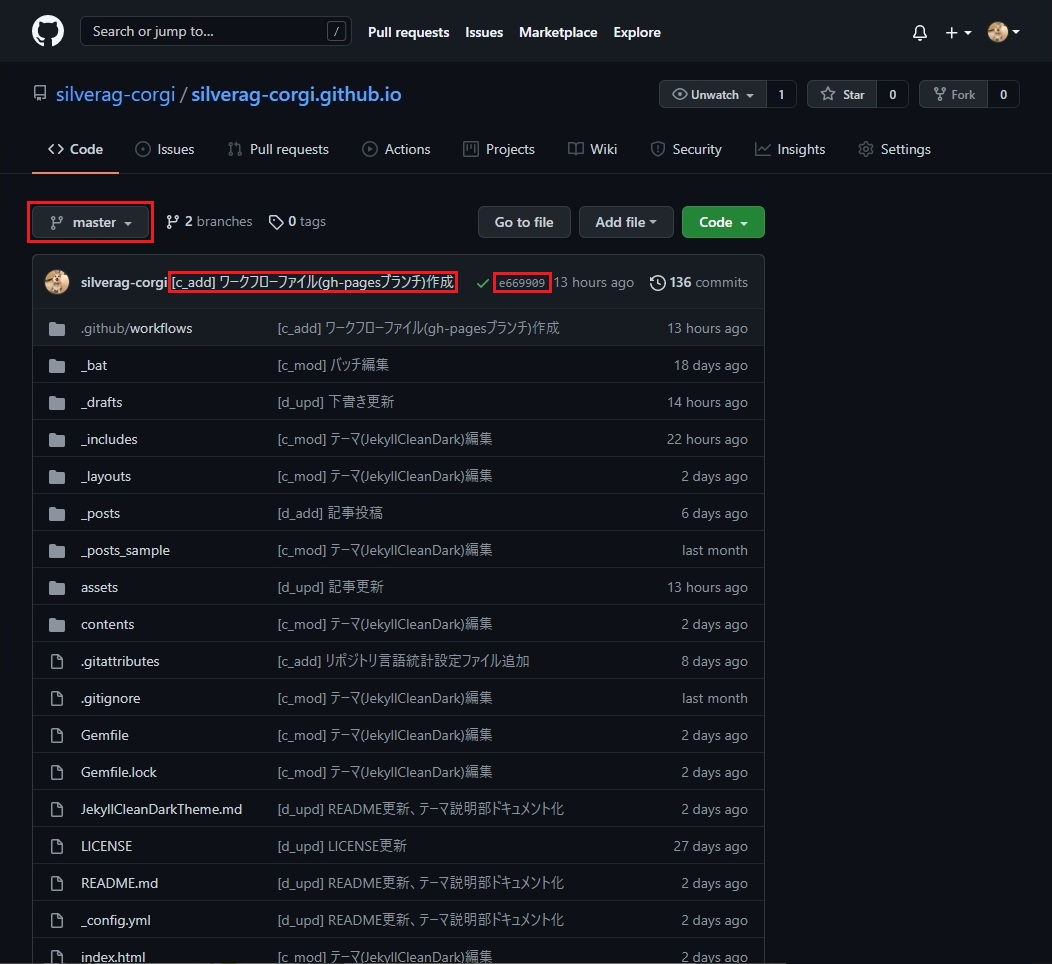 Search or jump to... /
Pull requests Issues Marketplace Explore
silverag-corgi / silverag-corgi.github.io
Unwatch 1 Star 0 Fork 0
Code Issues Pull requests Actions Projects Wiki Security Insights Settings
master 2 branches 0 tags Go to file Add file Code
silverag-corgi [c_add] ワークフローファイル(gh-pagesブランチ)作成 e669909 13 hours ago 136 commits
.github/workflows [c_add] ワークフローファイル(gh-pagesブランチ)作成 13 hours ago
_bat [c_mod] バッチ編集 18 days ago
_drafts [d_upd] 下書き更新 14 hours ago
_includes [c_mod] テーマ(JekyllCleanDark)編集 22 hours ago
_layouts [c_mod] テーマ(JekyllCleanDark)編集 2 days ago
_posts [d_add] 記事投稿 6 days ago
_posts_sample [c_mod] テーマ(JekyllCleanDark)編集 last month
assets [d_upd] 記事更新 13 hours ago
contents [c_mod] テーマ(JekyllCleanDark)編集 2 days ago
.gitattributes [c_add] リポジトリ言語統計設定ファイル追加 8 days ago
.gitignore [c_mod] テーマ(JekyllCleanDark)編集 last month
Gemfile [c_mod] テーマ(JekyllCleanDark)編集 2 days ago
Gemfile.lock [c_mod] テーマ(JekyllCleanDark)編集 2 days ago
JekyllCleanDarkTheme.md [d_upd] README更新、テーマ説明部ドキュメント化 2 days ago
LICENSE [d_upd] LICENSE更新 27 days ago
README.md [d_upd] README更新、テーマ説明部ドキュメント化 2 days ago
_config.yml [d_upd] README更新、テーマ説明部ドキュメント化 2 days ago
index.html [c_mod] テーマ(JekyllCleanDark)編集 2 days ago